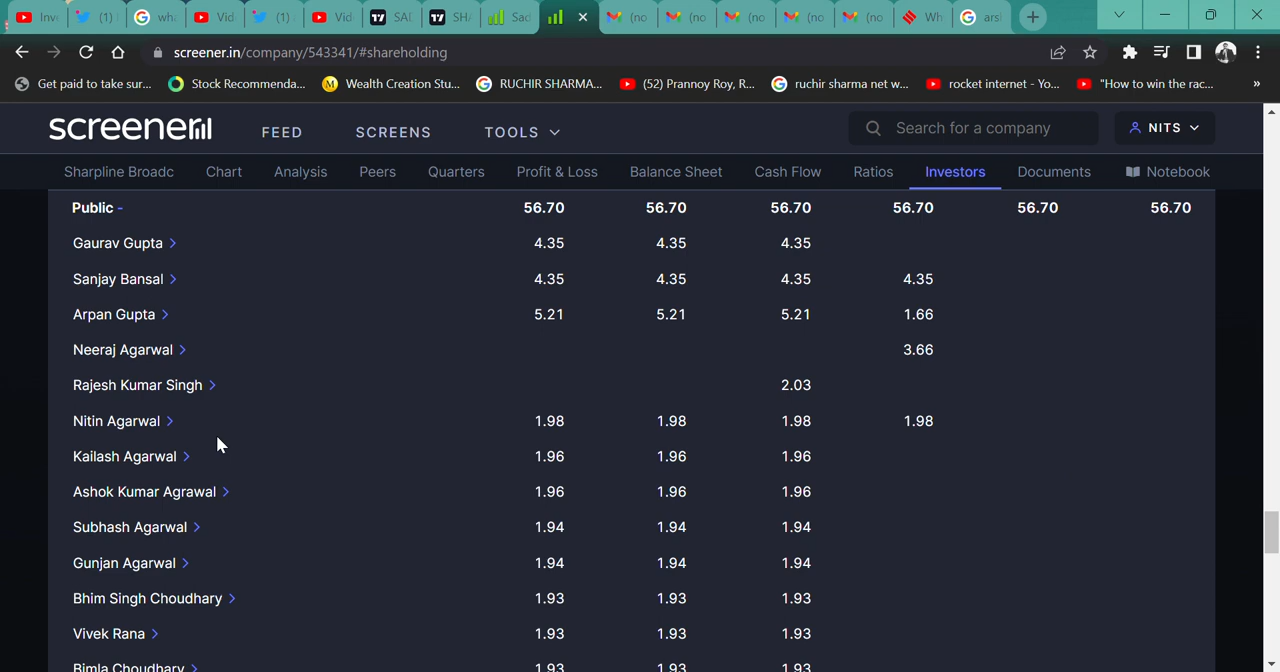 Inv (1) wha Vid (1) Vid SAI SHA Sad (no (no (no (no (no Wh arsl
screener.in/company/543341/#shareholding
Get paid to take sur... Stock Recommenda... Wealth Creation Stu... RUCHIR SHARMA... (52) Prannoy Roy, R... ruchir sharma net w... rocket internet - Yo... "How to win the rac... »
screener FEED SCREENS TOOLS Search for a company NITS
Sharpline Broadc Chart Analysis Peers Quarters Profit & Loss Balance Sheet Cash Flow Ratios Investors Documents Notebook
Public - 56.70 56.70 56.70 56.70 56.70 56.70
Gaurav Gupta 4.35 4.35 4.35
Sanjay Bansal 4.35 4.35 4.35 4.35
Arpan Gupta 5.21 5.21 5.21 1.66
Neeraj Agarwal 3.66
Rajesh Kumar Singh 2.03
Nitin Agarwal 1.98 1.98 1.98 1.98
Kailash Agarwal 1.96 1.96 1.96
Ashok Kumar Agrawal 1.96 1.96 1.96
Subhash Agarwal 1.94 1.94 1.94
Gunjan Agarwal 1.94 1.94 1.94
Bhim Singh Choudhary 1.93 1.93 1.93
Vivek Rana 1.93 1.93 1.93
Bimla Choudhary 1.93 1.93 1.93